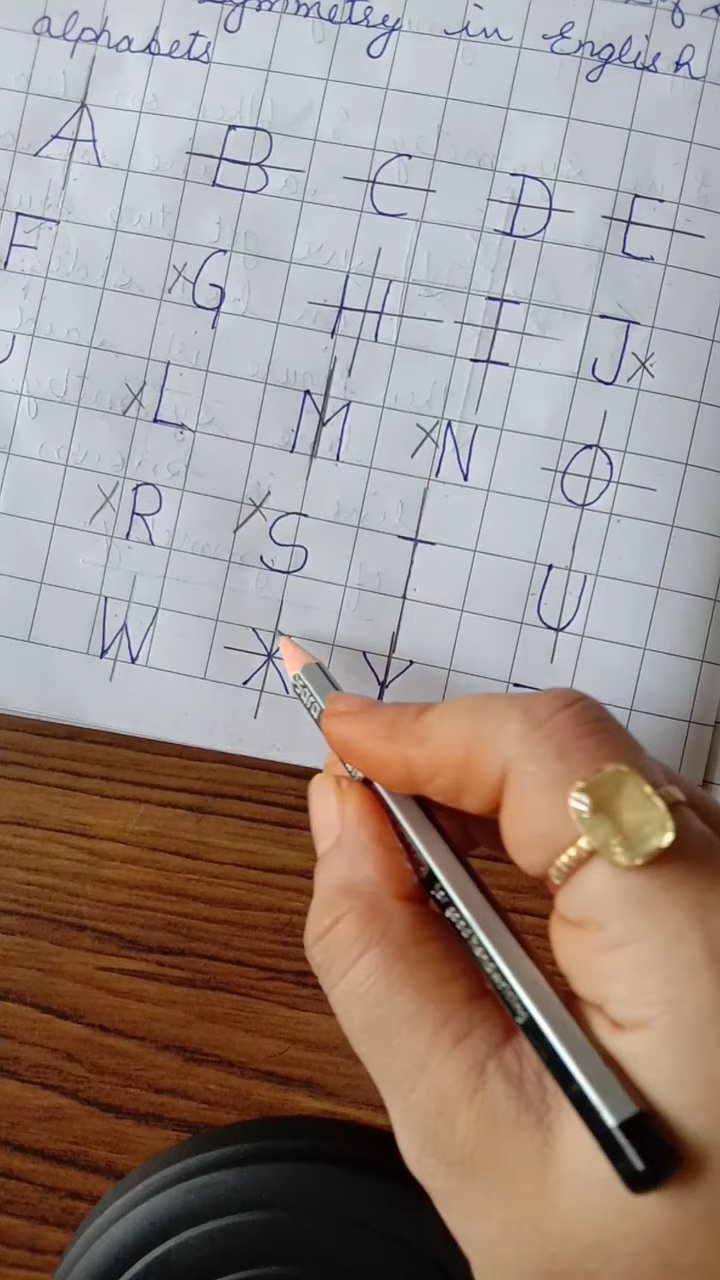 symmetry in English
alphabets
A B C D E
F G H I J
L M N O
R S T U
W X Y